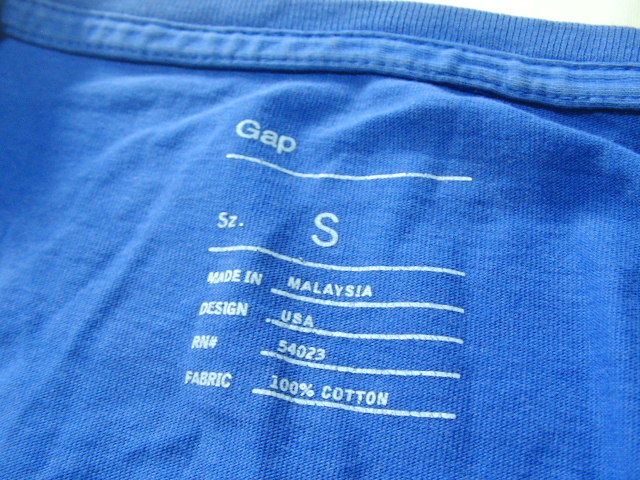 Gap
Sz. S
MADE IN MALAYSIA
DESIGN USA
RN# 54023
FABRIC 100% COTTON